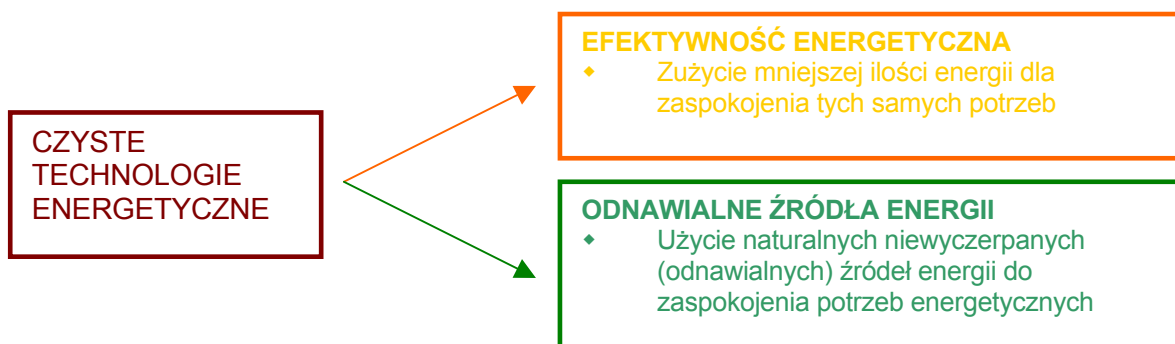 CZYSTE
TECHNOLOGIE
ENERGETYCZNE
EFEKTYWNOŚĆ ENERGETYCZNA
◆ Zużycie mniejszej ilości energii dla
zaspokojenia tych samych potrzeb
ODNAWIALNE ŹRÓDŁA ENERGII
◆ Użycie naturalnych niewyczerpanych
(odnawialnych) źródeł energii do
zaspokojenia potrzeb energetycznych